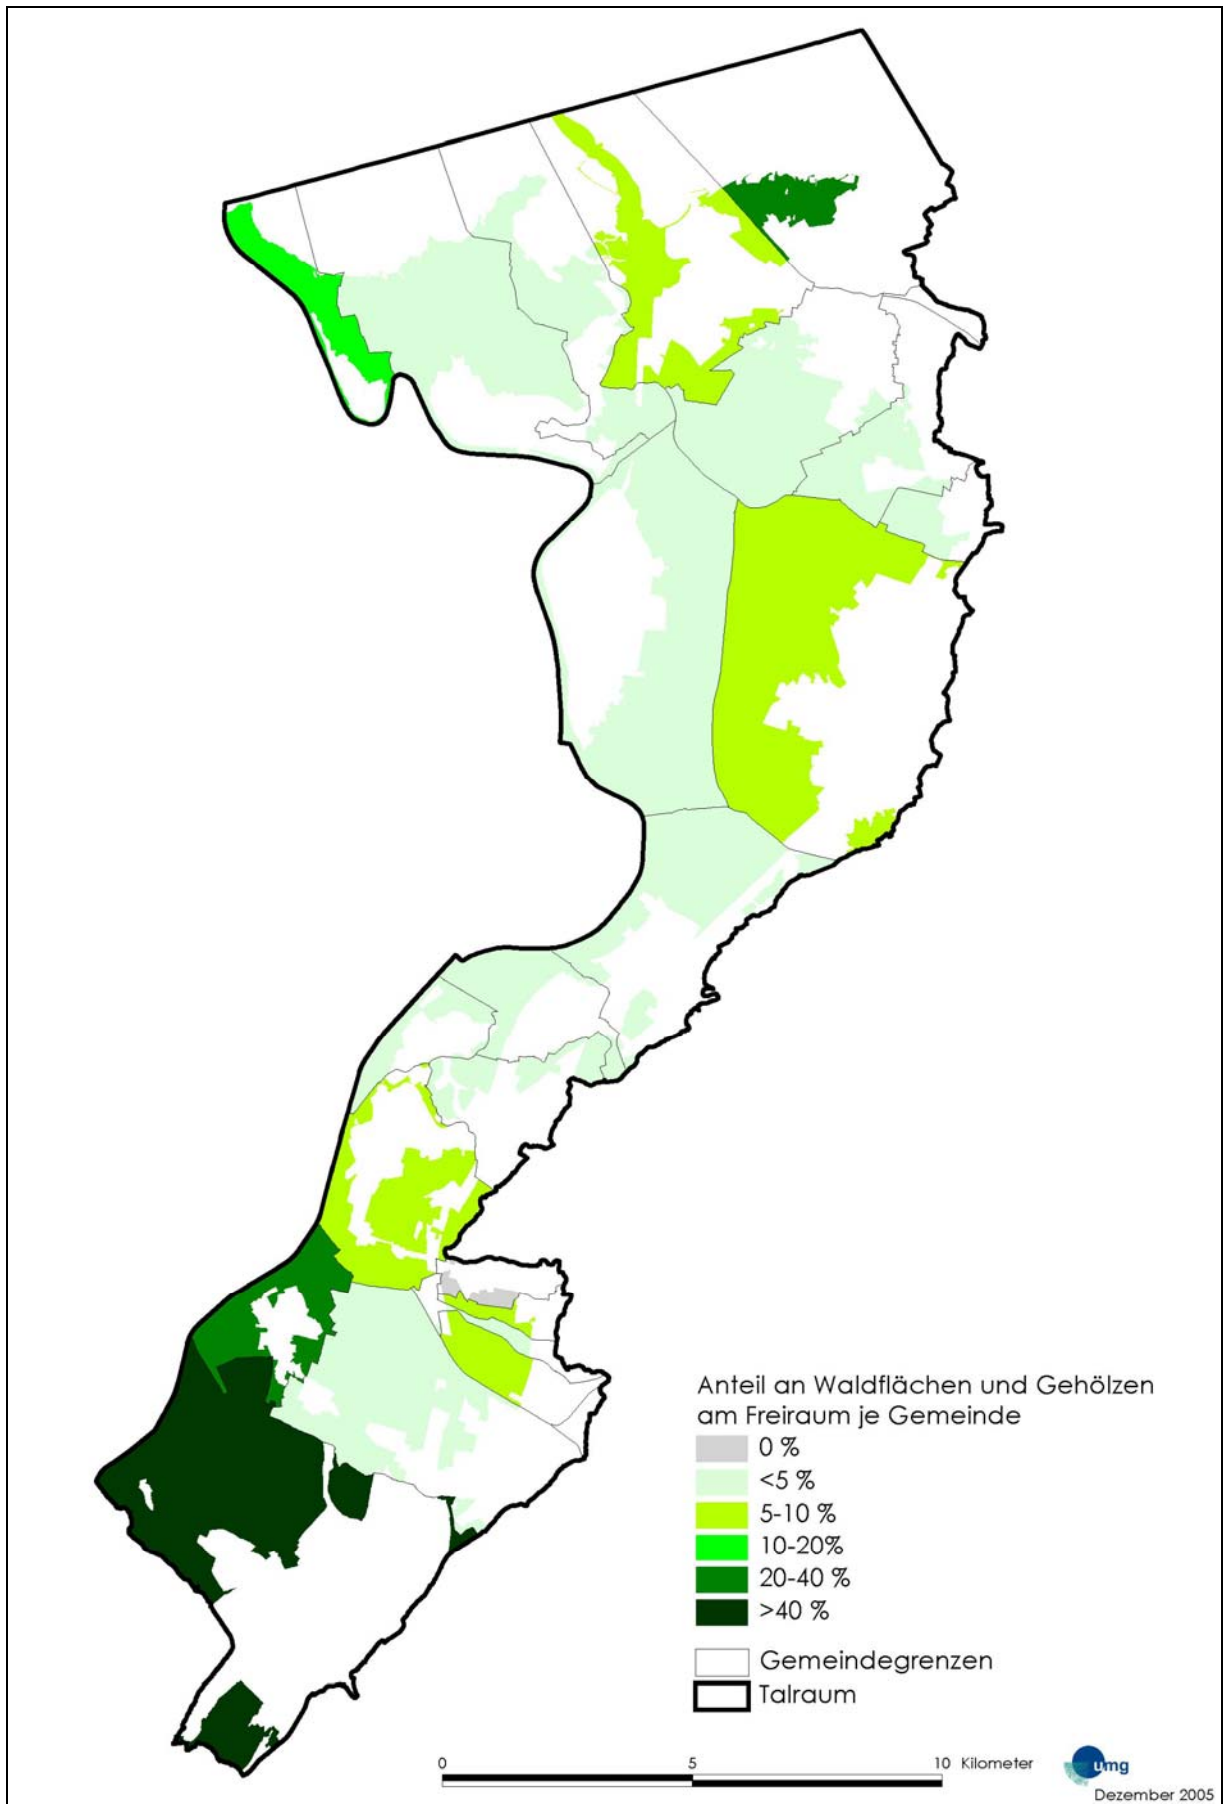 Anteil an Waldflächen und Gehölzen
am Freiraum je Gemeinde
0 %
<5 %
5-10 %
10-20%
20-40 %
>40 %
Gemeindegrenzen
Talraum
0 5 10 Kilometer
umg
Dezember 2005